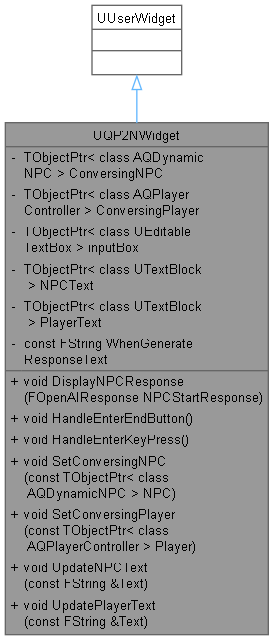 UUserWidget
UQP2NWidget
- TObjectPtr< class AQDynamic
NPC > ConversingNPC
- TObjectPtr< class AQPlayer
Controller > ConversingPlayer
- TObjectPtr< class UEditable
TextBox > InputBox
- TObjectPtr< class UTextBlock
> NPCText
- TObjectPtr< class UTextBlock
> PlayerText
- const FString WhenGenerate
ResponseText
+ void DisplayNPCResponse
(FOpenAIResponse NPCStartResponse)
+ void HandleEnterEndButton()
+ void HandleEnterKeyPress()
+ void SetConversingNPC
(const TObjectPtr< class
AQDynamicNPC > NPC)
+ void SetConversingPlayer
(const TObjectPtr< class
AQPlayerController > Player)
+ void UpdateNPCText
(const FString &Text)
+ void UpdatePlayerText
(const FString &Text)